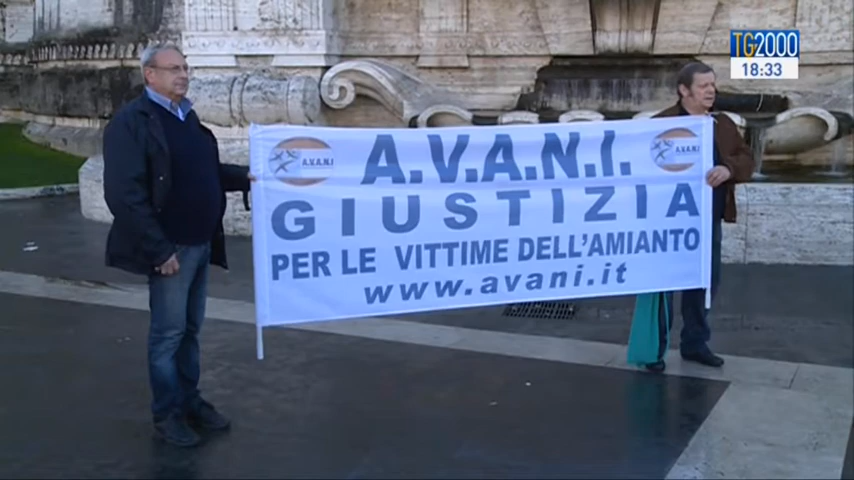 TG2000
18:33
A.V.A.N.I
A.V.A.N.I.
A.V.A.N.I
GIUSTIZIA
PER LE VITTIME DELL'AMIANTO
www.avani.it